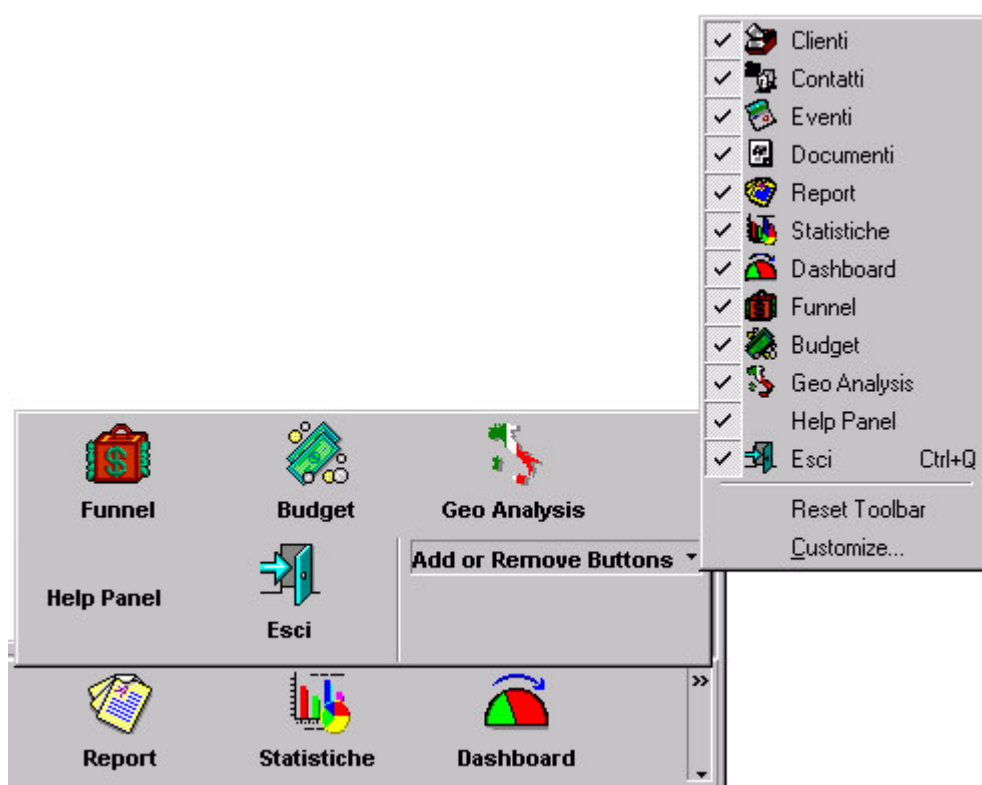 Clienti
Contatti
Eventi
Documenti
Report
Statistiche
Dashboard
Funnel
Budget
Geo Analysis
Help Panel
Esci Ctrl+Q
Reset Toolbar
Customize...
Funnel Budget Geo Analysis
Add or Remove Buttons
Help Panel
Esci
Report Statistiche Dashboard